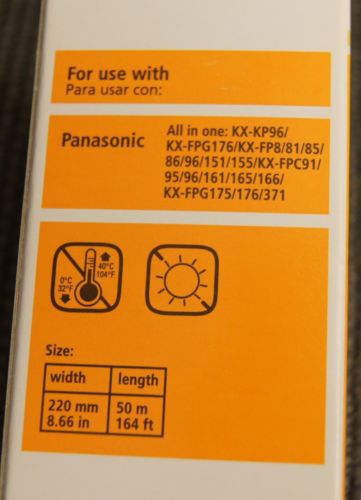 For use with
Para usar con:
Panasonic
All in one: KX-KP96/
KX-FPG176/KX-FP8/81/85/
86/96/151/155/KX-FPC91/
95/96/161/165/166/
KX-FPG175/176/371
40°C
104°F
0°C
32°F
Size:
width length
220 mm 50 m
8.66 in 164 ft